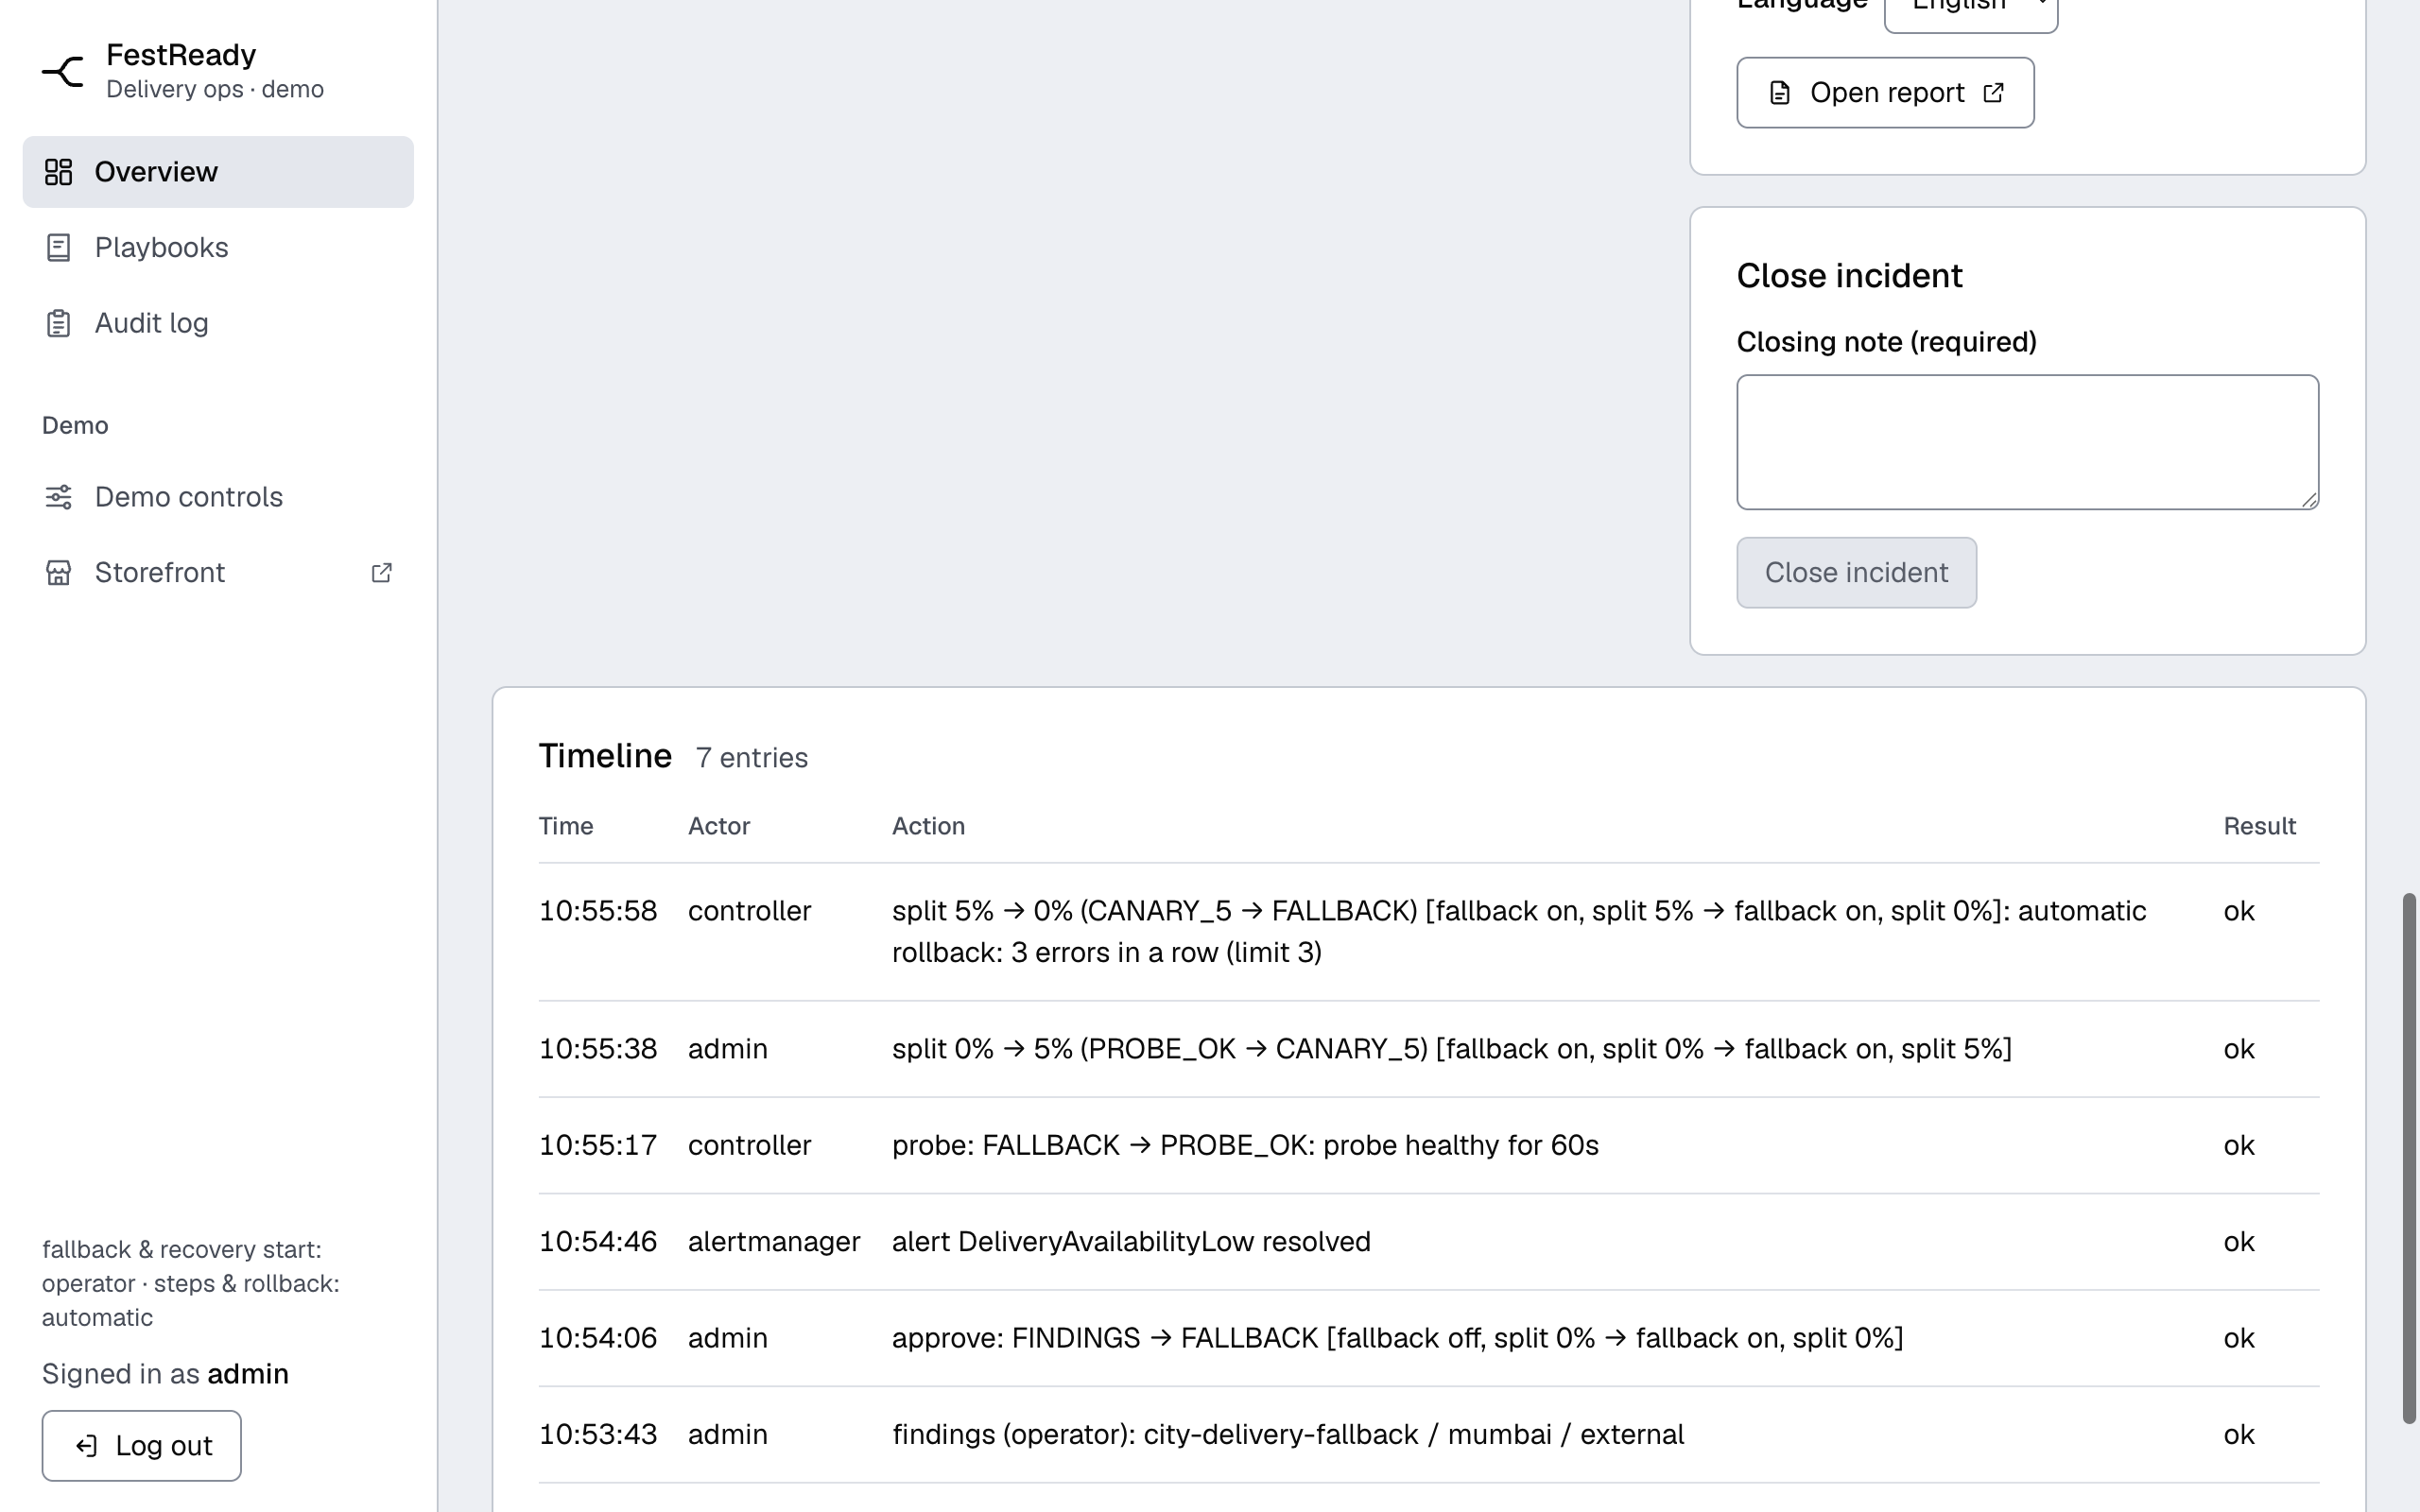 FestReady
Delivery ops · demo
Overview
Playbooks
Audit log
Demo
Demo controls
Storefront
fallback & recovery start:
operator · steps & rollback:
automatic
Signed in as admin
Log out
Language English
Open report
Close incident
Closing note (required)
Close incident
Timeline 7 entries
Time Actor Action Result
10:55:58 controller split 5% → 0% (CANARY_5 → FALLBACK) [fallback on, split 5% → fallback on, split 0%]: automatic ok
rollback: 3 errors in a row (limit 3)
10:55:38 admin split 0% → 5% (PROBE_OK → CANARY_5) [fallback on, split 0% → fallback on, split 5%] ok
10:55:17 controller probe: FALLBACK → PROBE_OK: probe healthy for 60s ok
10:54:46 alertmanager alert DeliveryAvailabilityLow resolved ok
10:54:06 admin approve: FINDINGS → FALLBACK [fallback off, split 0% → fallback on, split 0%] ok
10:53:43 admin findings (operator): city-delivery-fallback / mumbai / external ok